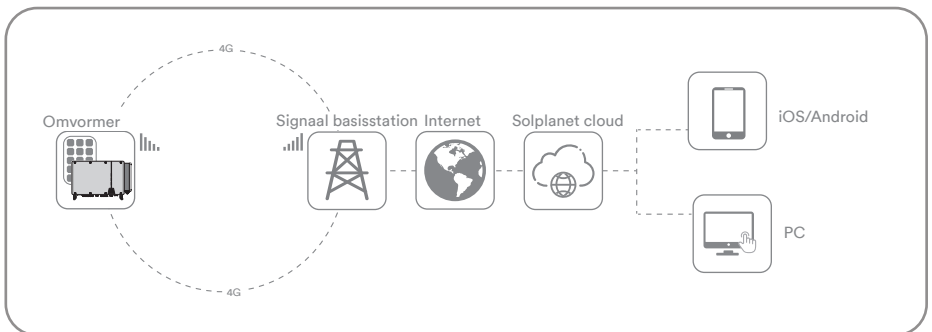 4G
Omvormer
Signaal basisstation
Internet
Solplanet cloud
iOS/Android
PC
4G